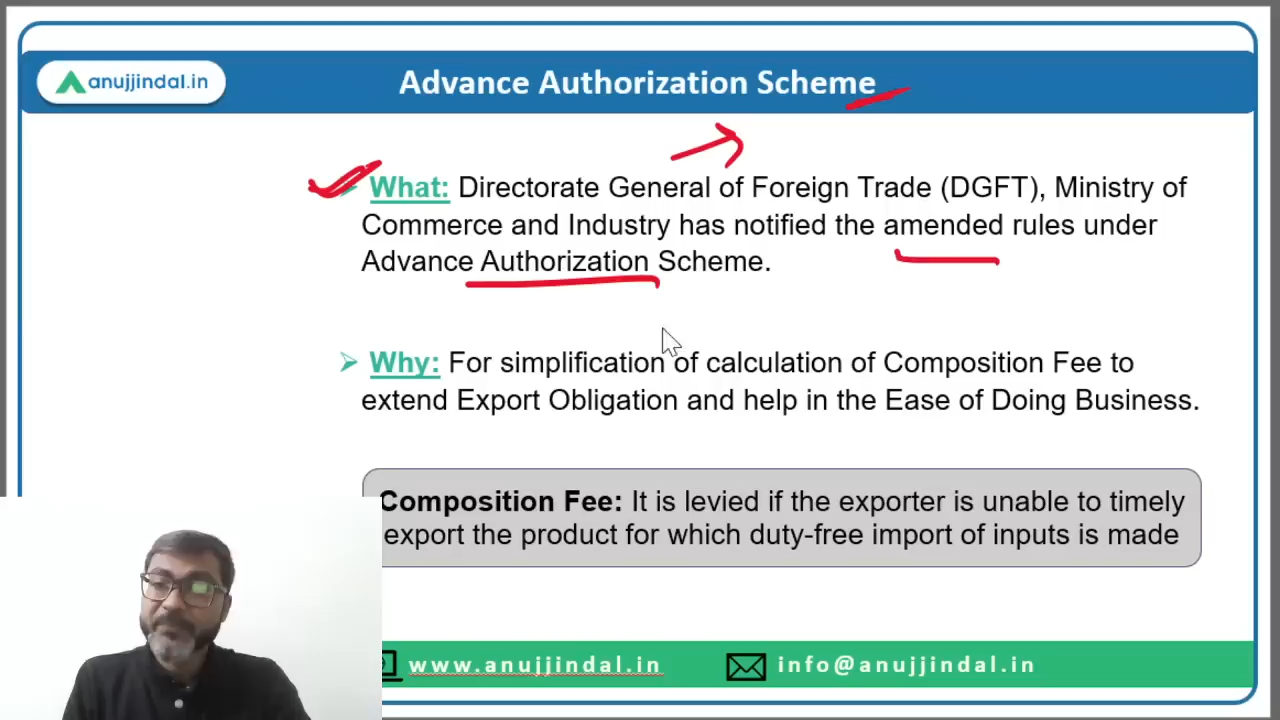 anujjindal.in
Advance Authorization Scheme
What: Directorate General of Foreign Trade (DGFT), Ministry of
Commerce and Industry has notified the amended rules under
Advance Authorization Scheme.
Why: For simplification of calculation of Composition Fee to
extend Export Obligation and help in the Ease of Doing Business.
Composition Fee: It is levied if the exporter is unable to timely
export the product for which duty-free import of inputs is made
www.anujjindal.in
info@anujjindal.in